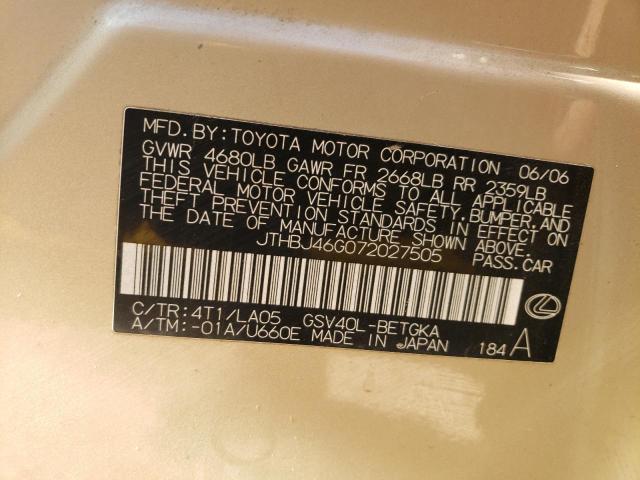 MFD.BY:TOYOTA MOTOR CORPORATION 06/06
GVWR 4680LB GAWR FR 2668LB RR 2359LB
THIS VEHICLE CONFORMS TO ALL APPLICABLE
FEDERAL MOTOR VEHICLE SAFETY,BUMPER,AND
THEFT PREVENTION STANDARDS IN EFFECT ON
THE DATE OF MANUFACTURE SHOWN ABOVE.
JTHBJ46G072027505 PASS.CAR
C/TR:4T1/LA05 GSV40L-BETGKA
A/TM:-01A/U660E MADE IN JAPAN 184 A